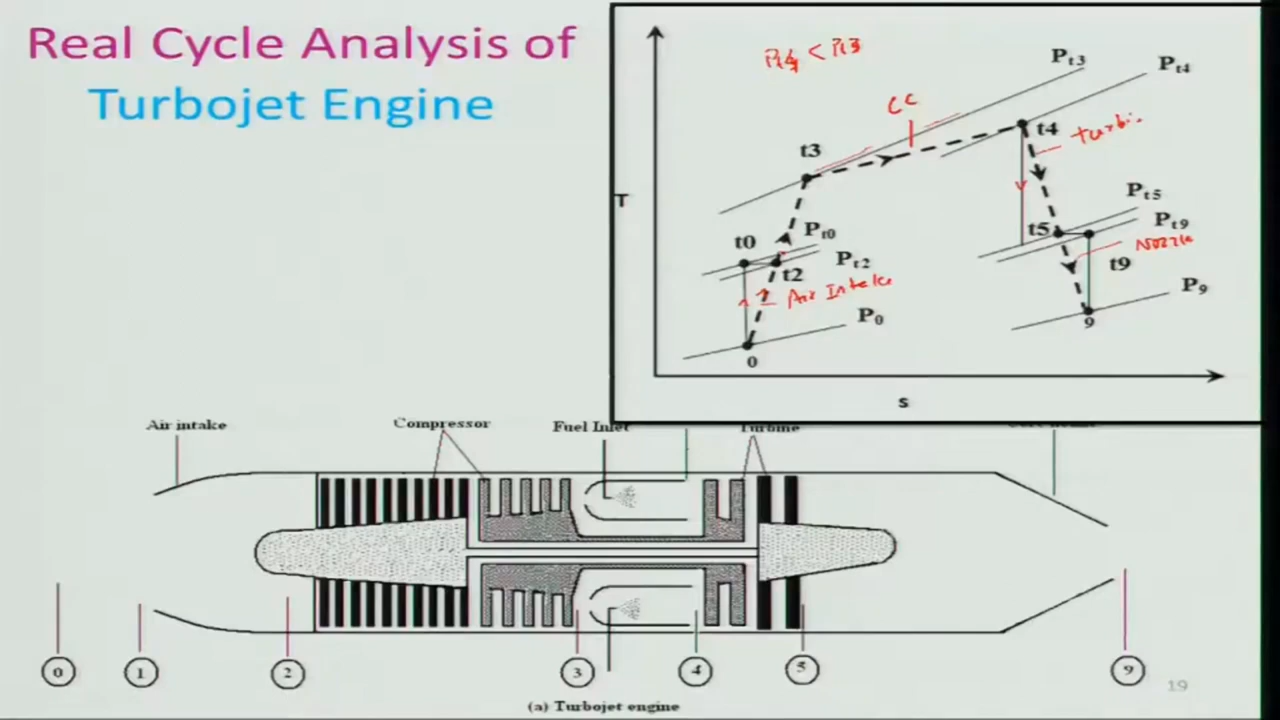 Real Cycle Analysis of
Turbojet Engine
Pt4 < Pt3
Pt3
Pt4
CC
t3
t4
Turbi.
T
Pt5
Pt9
t0
Pt0
t5
Nozzle
Pt2
t2
t9
Air Intake
P9
P0
9
0
s
Air intake
Compressor
Fuel Inlet
Turbine
0
1
2
3
4
5
9
19
(a) Turbojet engine